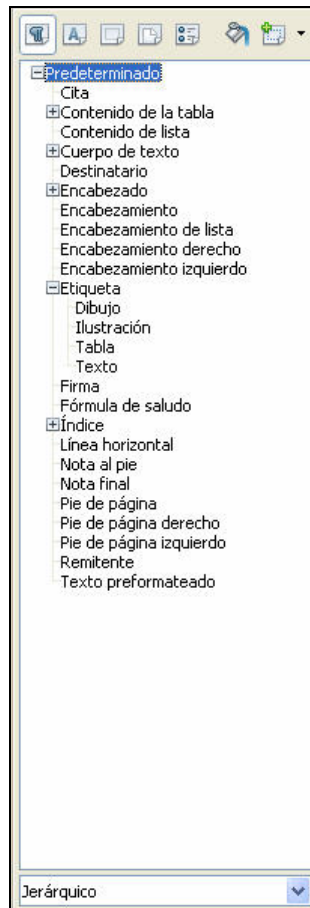 Predeterminado
Cita
Contenido de la tabla
Contenido de lista
Cuerpo de texto
Destinatario
Encabezado
Encabezamiento
Encabezamiento de lista
Encabezamiento derecho
Encabezamiento izquierdo
Etiqueta
Dibujo
Ilustración
Tabla
Texto
Firma
Fórmula de saludo
Índice
Línea horizontal
Nota al pie
Nota final
Pie de página
Pie de página derecho
Pie de página izquierdo
Remitente
Texto preformateado
Jerárquico